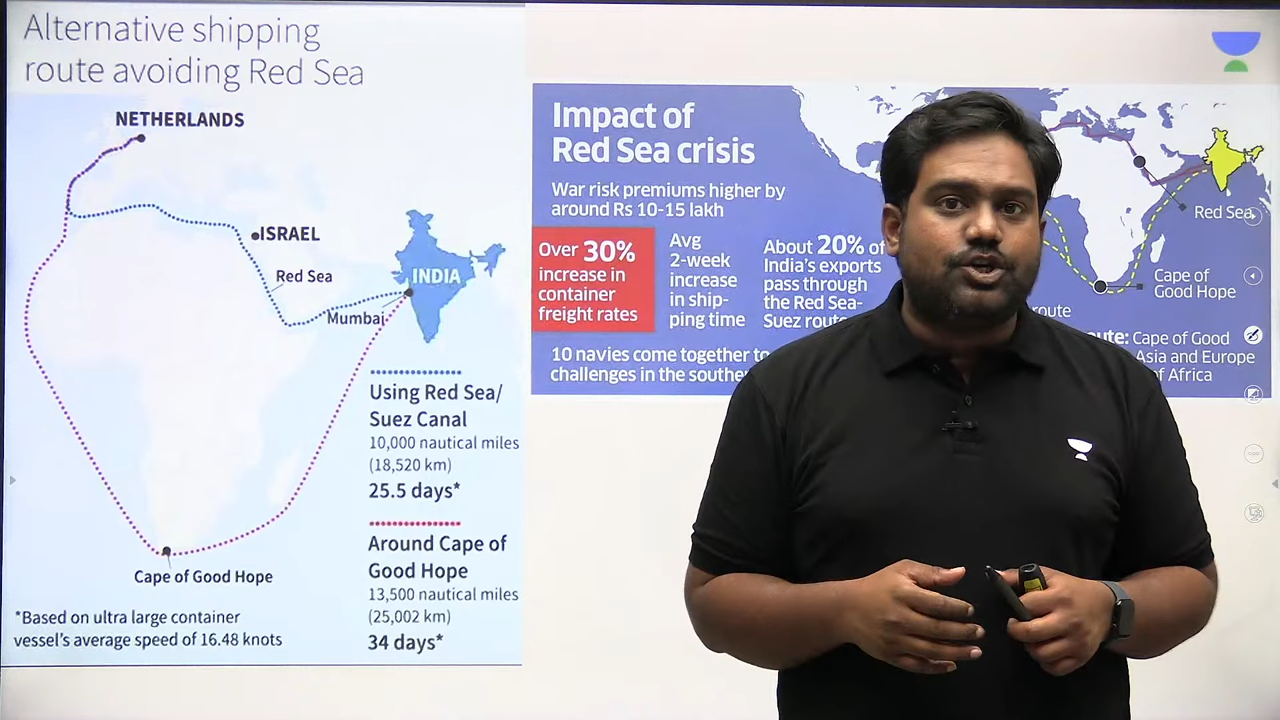 Alternative shipping
route avoiding Red Sea
NETHERLANDS
ISRAEL
Red Sea
INDIA
Mumbai
Using Red Sea/
Suez Canal
10,000 nautical miles
(18,520 km)
25.5 days*
Around Cape of
Good Hope
13,500 nautical miles
(25,002 km)
34 days*
Cape of Good Hope
*Based on ultra large container
vessel's average speed of 16.48 knots
Impact of
Red Sea crisis
War risk premiums higher by
around Rs 10-15 lakh
Over 30%
increase in
container
freight rates
Avg
2-week
increase
in ship-
ping time
About 20% of
India's exports
pass through
the Red Sea-
Suez route
10 navies come together to
challenges in the
Red Sea
Cape of
Good Hope
route
Cape of Good
Asia and Europe
of Africa